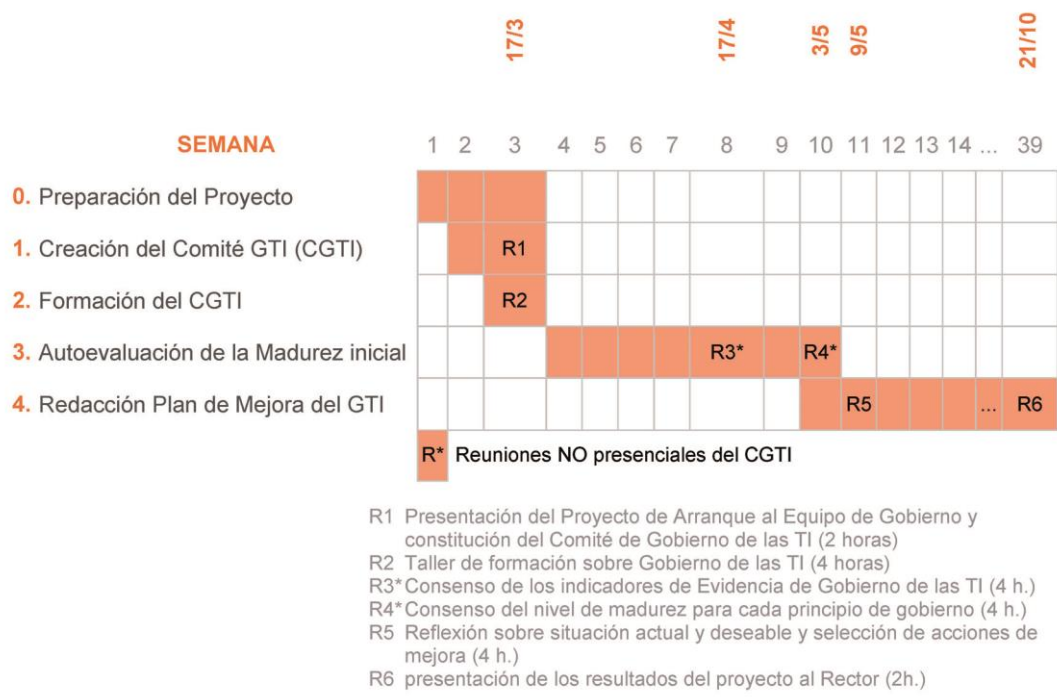 17/3 17/4 3/5 9/5 21/10
SEMANA 1 2 3 4 5 6 7 8 9 10 11 12 13 14 ... 39
0. Preparación del Proyecto
1. Creación del Comité GTI (CGTI) R1
2. Formación del CGTI R2
3. Autoevaluación de la Madurez inicial R3* R4*
4. Redacción Plan de Mejora del GTI R5 ... R6
R* Reuniones NO presenciales del CGTI
R1 Presentación del Proyecto de Arranque al Equipo de Gobierno y
constitución del Comité de Gobierno de las TI (2 horas)
R2 Taller de formación sobre Gobierno de las TI (4 horas)
R3* Consenso de los indicadores de Evidencia de Gobierno de las TI (4 h.)
R4* Consenso del nivel de madurez para cada principio de gobierno (4 h.)
R5 Reflexión sobre situación actual y deseable y selección de acciones de
mejora (4 h.)
R6 presentación de los resultados del proyecto al Rector (2h.)